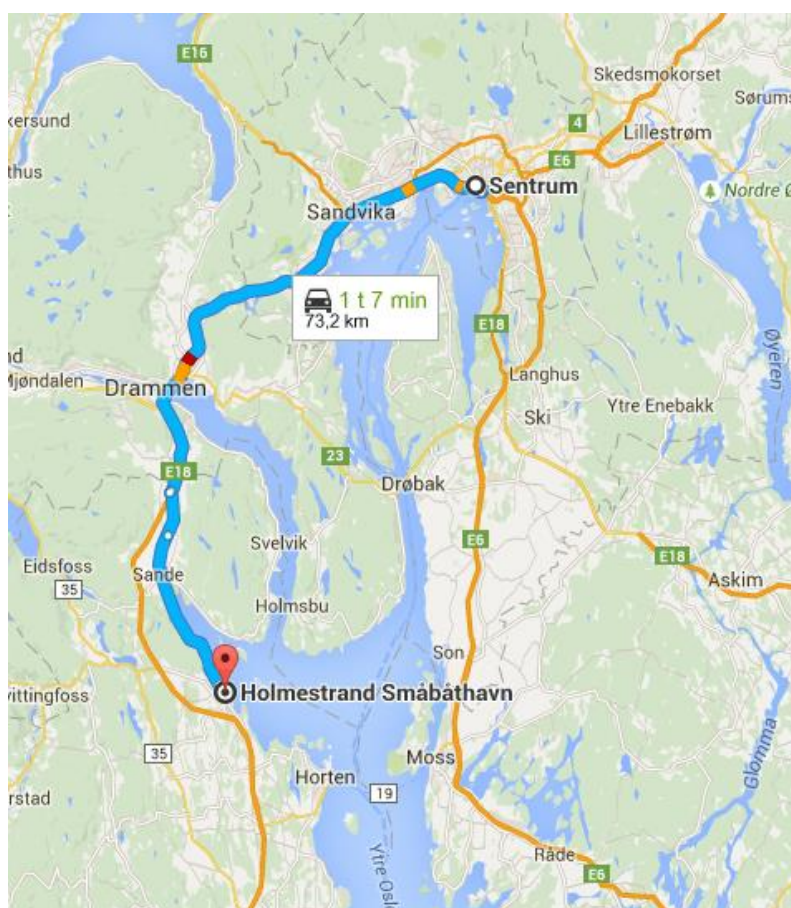 E16
Skedsmokorset
Sørums
kersund
4
Lillestrøm
E6
thus
Sentrum
Nordre Ø
Sandvika
1 t 7 min
73,2 km
E18
Øyeren
nd
Mjøndalen
Drammen
Langhus
Ytre Enebakk
Ski
23
E18
Drøbak
Svelvik
E6
E18
Eidsfoss
Sande
Askim
35
Holmsbu
Son
vittingfoss
Holmestrand Småbåthavn
Glomma
35
Moss
Horten
19
rstad
Ytre Oslo
Råde
E6